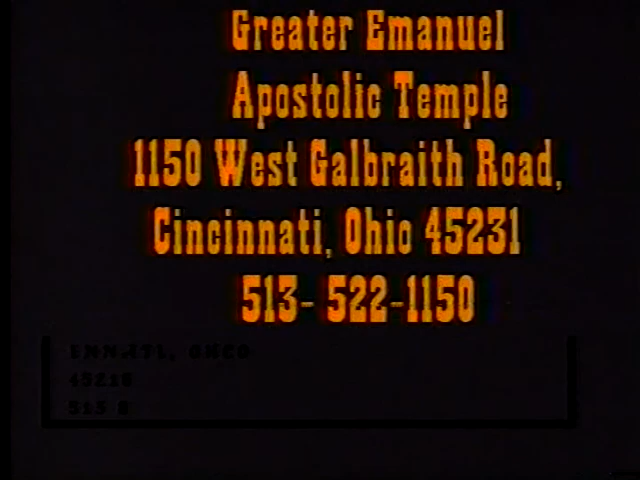 Greater Emanuel
Apostolic Temple
1150 West Galbraith Road,
Cincinnati, Ohio 45231
513- 522-1150